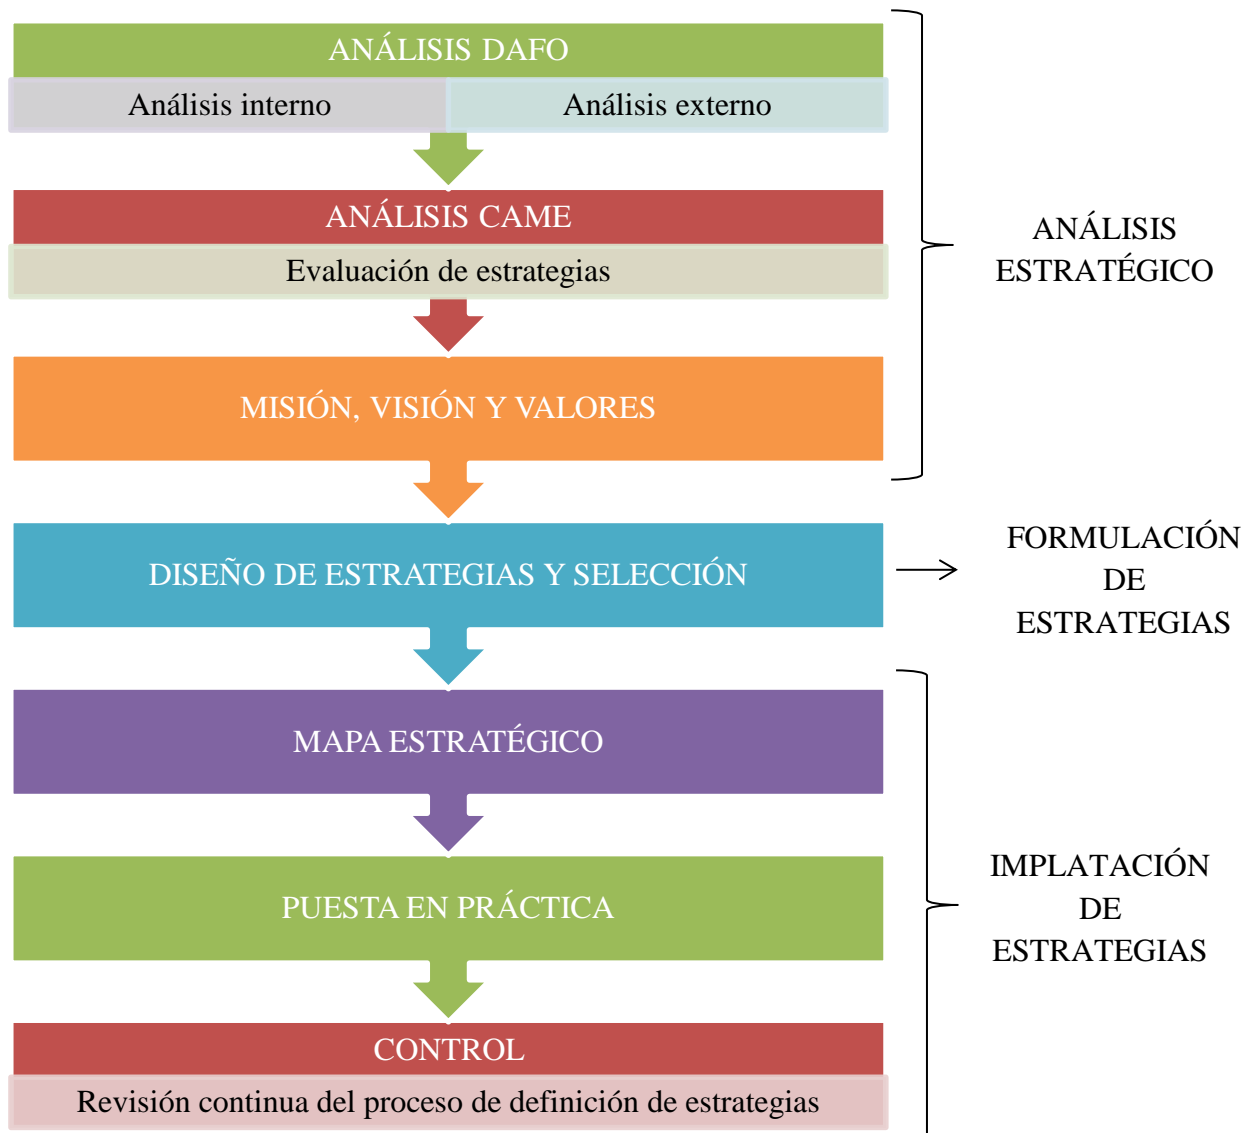 ANÁLISIS DAFO
Análisis interno
Análisis externo
ANÁLISIS CAME
Evaluación de estrategias
MISIÓN, VISIÓN Y VALORES
ANÁLISIS
ESTRATÉGICO
DISEÑO DE ESTRATEGIAS Y SELECCIÓN
FORMULACIÓN
DE
ESTRATEGIAS
MAPA ESTRATÉGICO
PUESTA EN PRÁCTICA
CONTROL
Revisión continua del proceso de definición de estrategias
IMPLATACIÓN
DE
ESTRATEGIAS